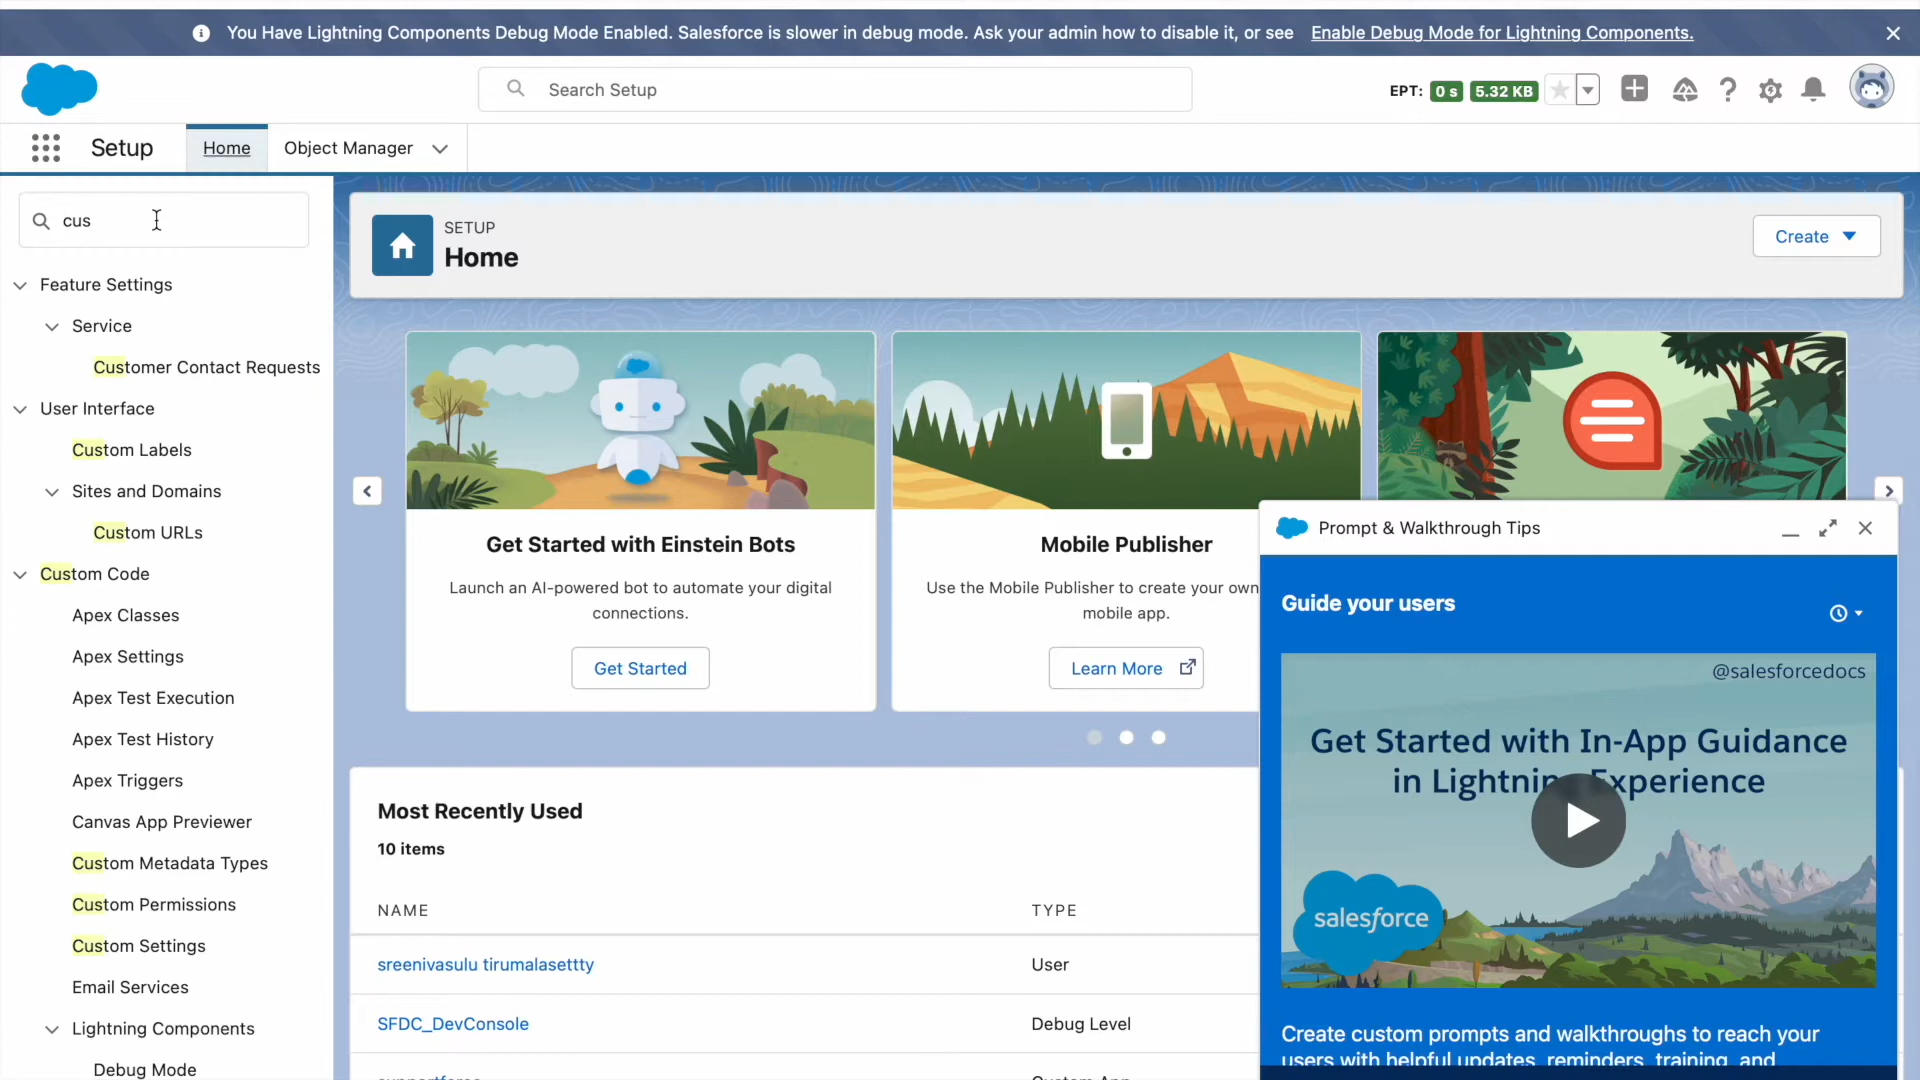 You Have Lightning Components Debug Mode Enabled. Salesforce is slower in debug mode. Ask your admin how to disable it, or see Enable Debug Mode for Lightning Components.
Search Setup
EPT: 0 s 5.32 KB
Setup
Home
Object Manager
cus
Feature Settings
Service
Customer Contact Requests
User Interface
Custom Labels
Sites and Domains
Custom URLs
Custom Code
Apex Classes
Apex Settings
Apex Test Execution
Apex Test History
Apex Triggers
Canvas App Previewer
Custom Metadata Types
Custom Permissions
Custom Settings
Email Services
Lightning Components
Debug Mode
SETUP
Home
Create
Get Started with Einstein Bots
Launch an AI-powered bot to automate your digital
connections.
Get Started
Mobile Publisher
Use the Mobile Publisher to create your own
mobile app.
Learn More
Most Recently Used
10 items
NAME
TYPE
sreenivasulu tirumalasettty
User
SFDC_DevConsole
Debug Level
Prompt & Walkthrough Tips
Guide your users
@salesforcedocs
Get Started with In-App Guidance
in Lightning Experience
salesforce
Create custom prompts and walkthroughs to reach your
users with helpful updates, reminders, training, and